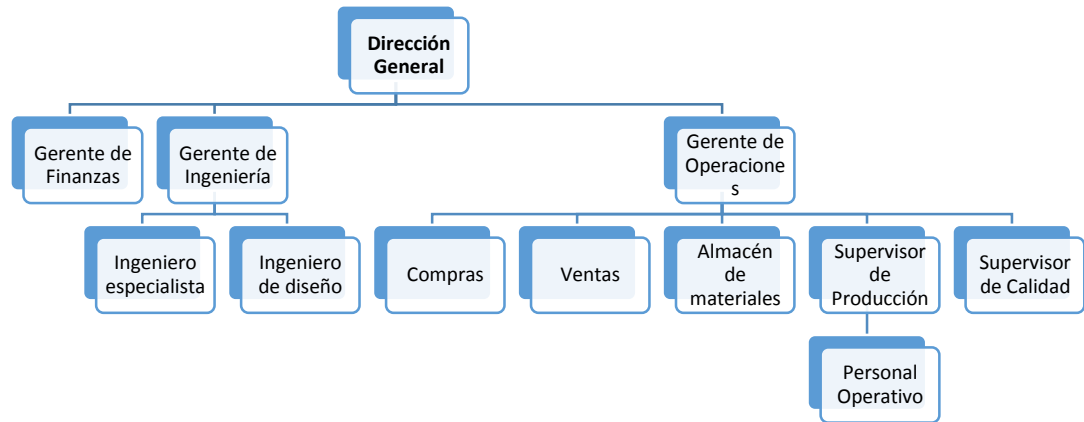 Dirección
General
Gerente de
Finanzas
Gerente de
Ingeniería
Gerente de
Operacione
s
Ingeniero
especialista
Ingeniero
de diseño
Compras
Ventas
Almacén
de
materiales
Supervisor
de
Producción
Supervisor
de Calidad
Personal
Operativo